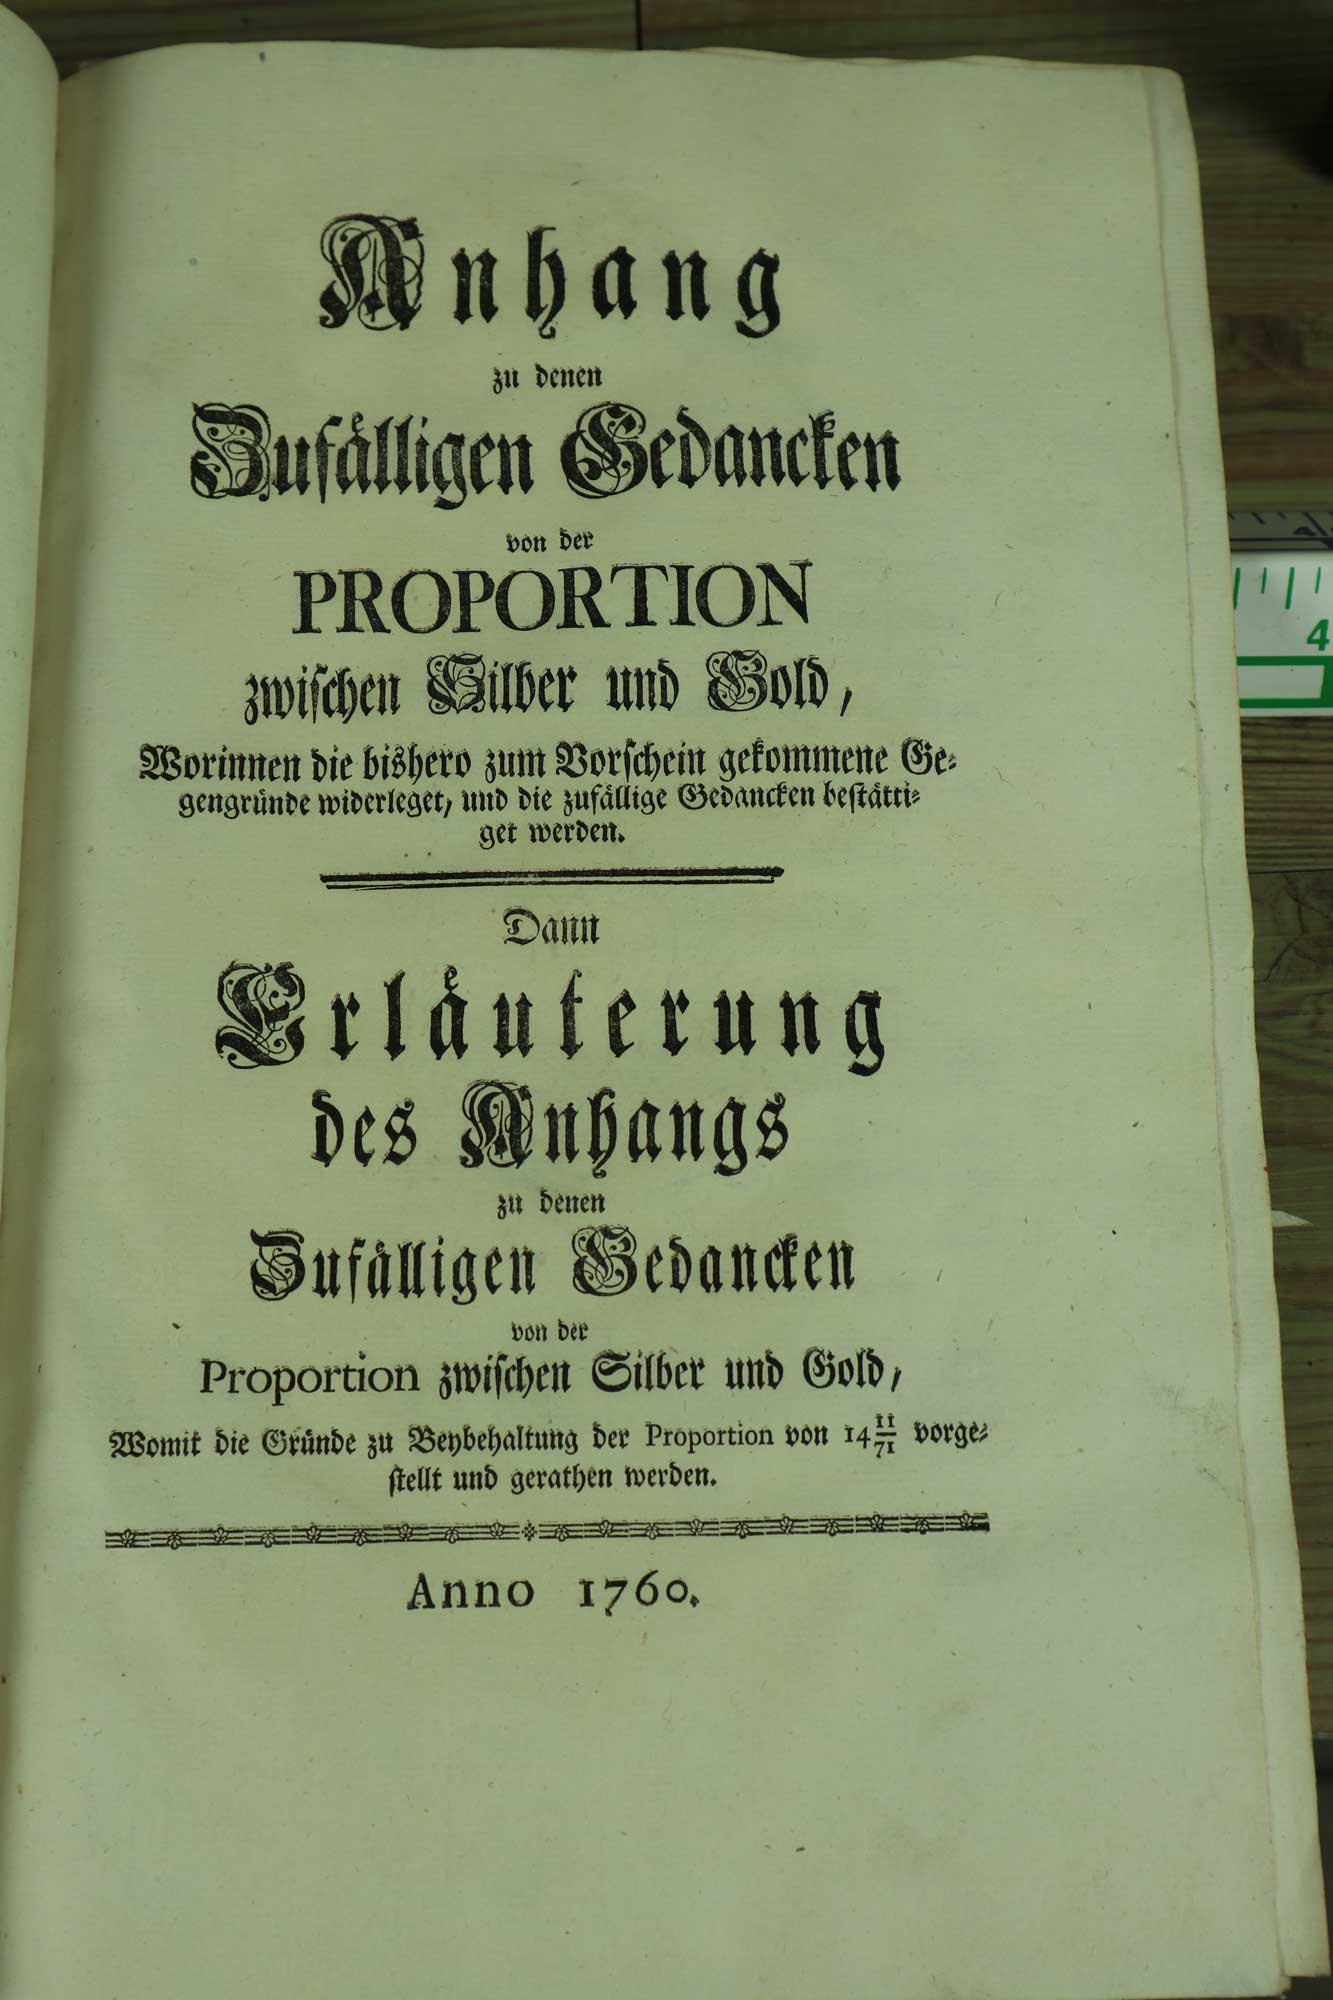 Anhang
zu denen
Zufälligen Gedancken
von der
PROPORTION
zwischen Silber und Gold,
Worinnen die bishero zum Vorschein gekommene Ge-
gengründe widerleget, und die zufällige Gedancken bestätti-
get werden.
Dann
Erläuterung
des Anhangs
zu denen
Zufälligen Gedancken
von der
Proportion zwischen Silber und Gold,
Womit die Gründe zu Beybehaltung der Proportion von 14 11/71 vorge-
stellt und gerathen werden.
Anno 1760.
4